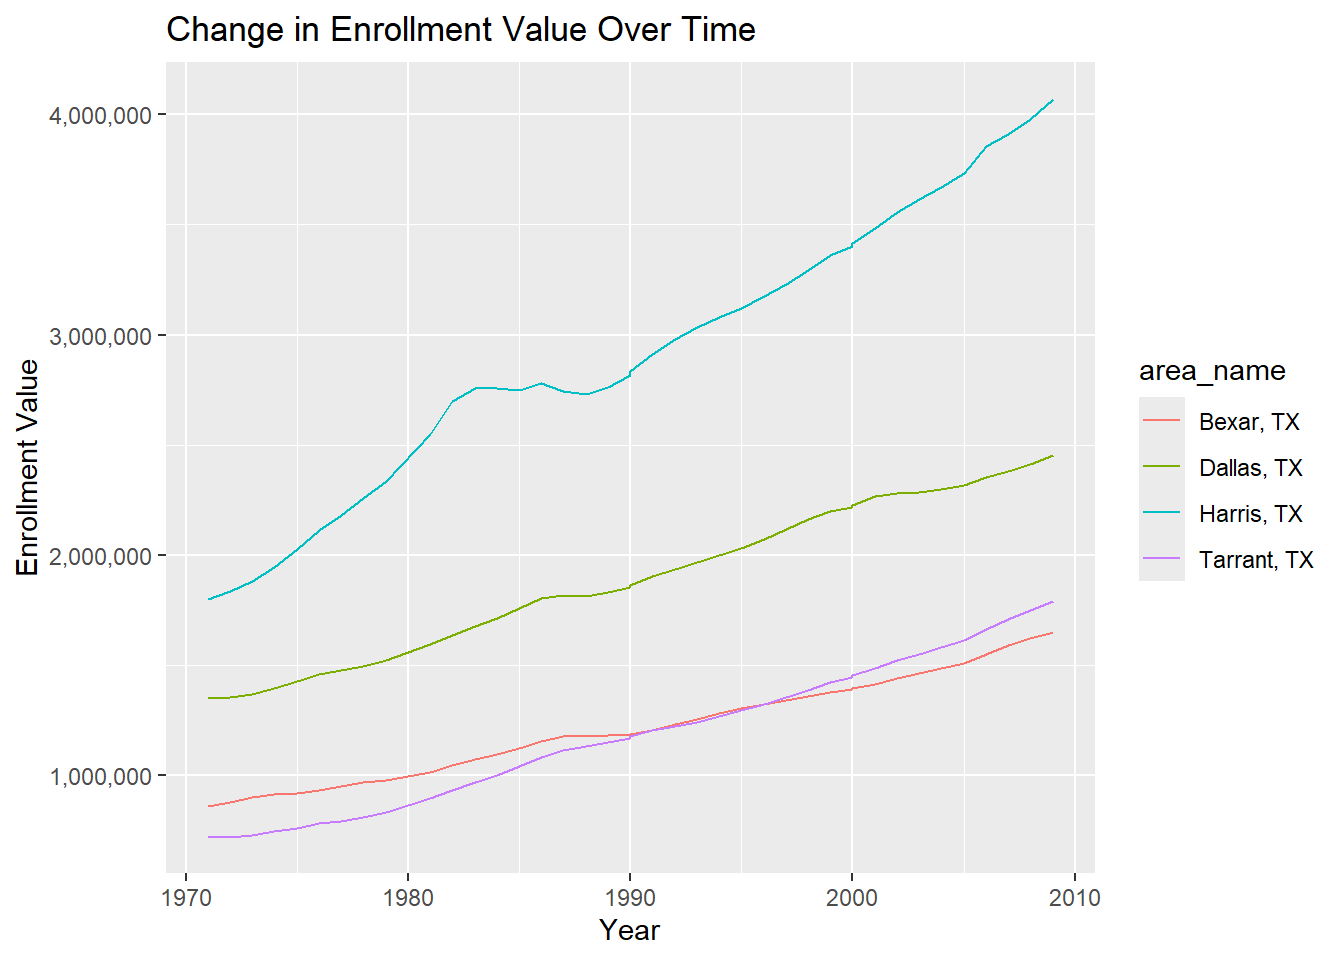 Change in Enrollment Value Over Time
4,000,000
3,000,000
2,000,000
1,000,000
Enrollment Value
1970 1980 1990 2000 2010
Year
area_name
Bexar, TX
Dallas, TX
Harris, TX
Tarrant, TX